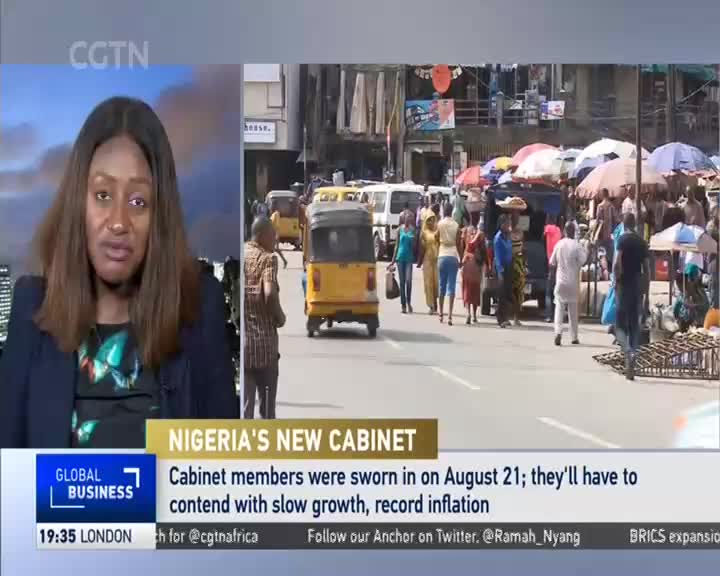 CGTN
house.
NIGERIA'S NEW CABINET
GLOBAL
BUSINESS
Cabinet members were sworn in on August 21; they'll have to
contend with slow growth, record inflation
19:35 LONDON
ch for @cgtnafrica Follow our Anchor on Twitter, @Ramah_Nyang BRICS expansio